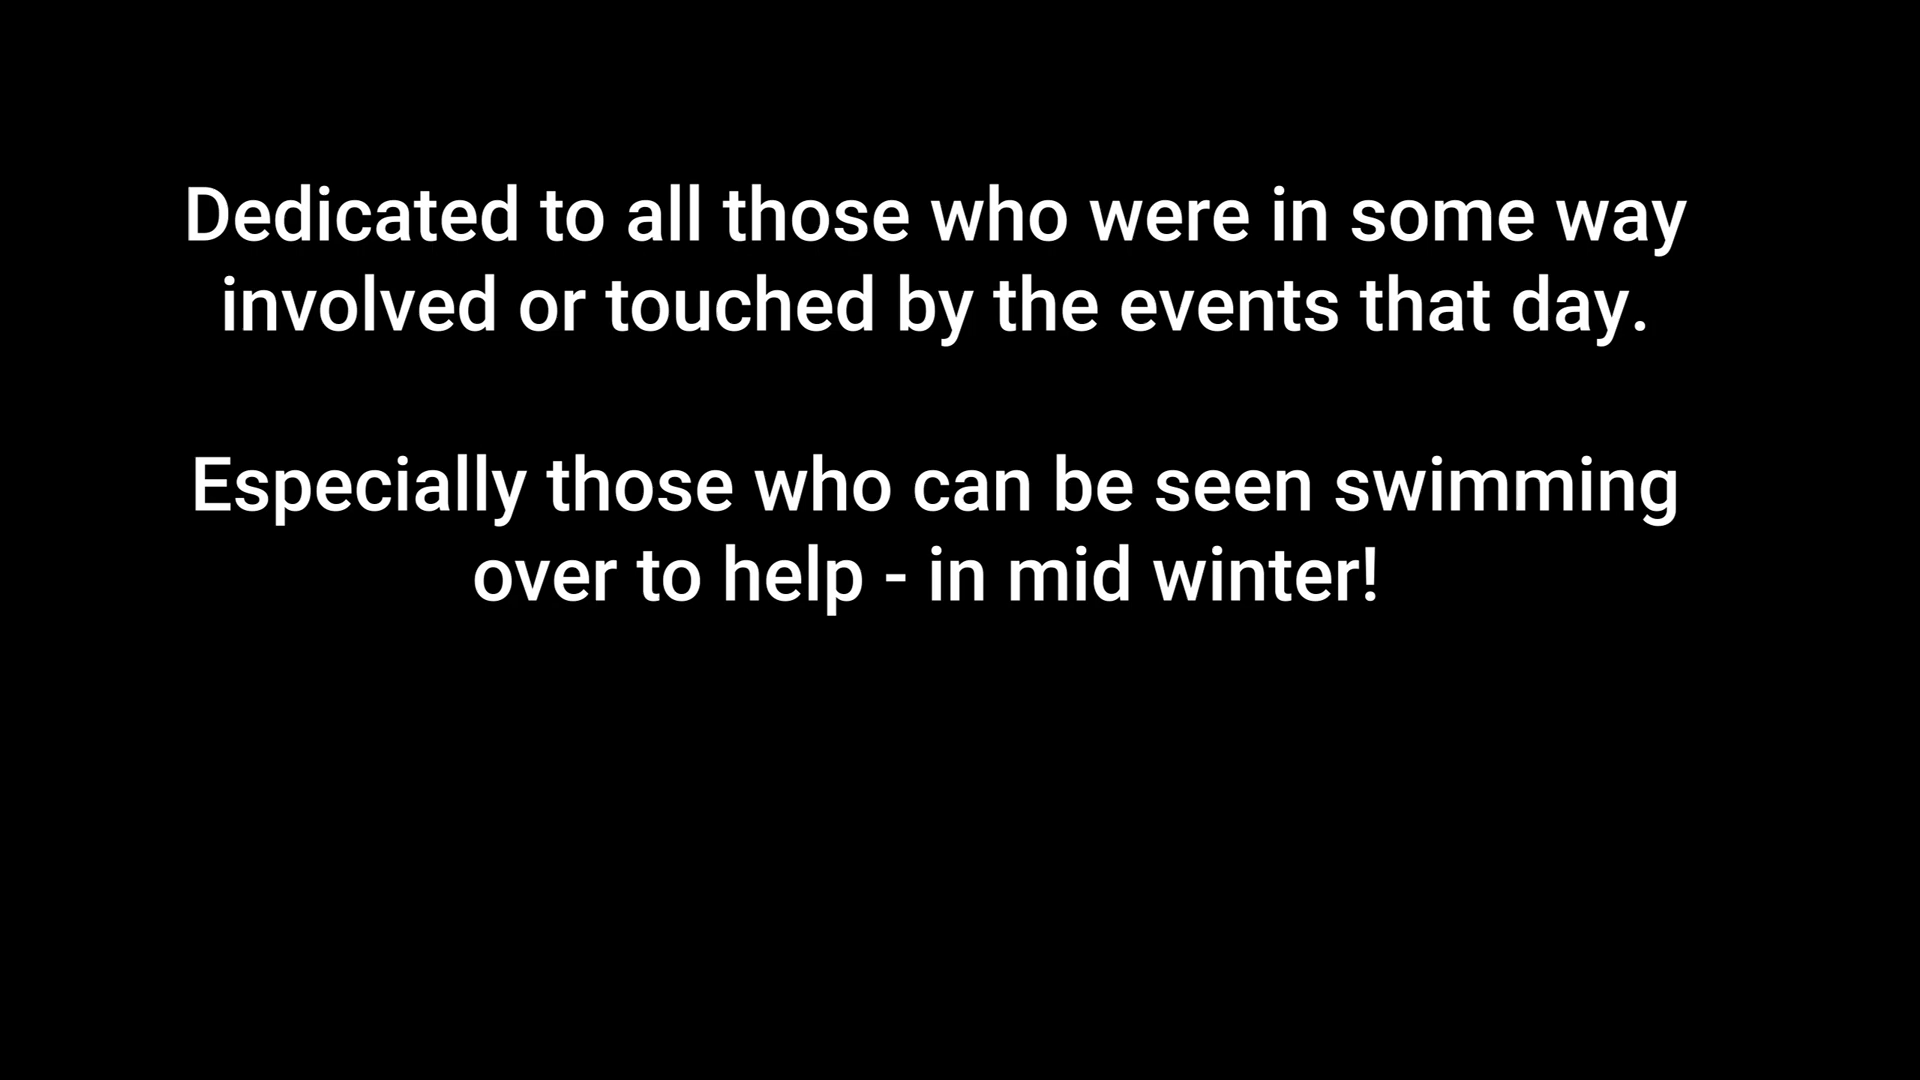 Dedicated to all those who were in some way
involved or touched by the events that day.
Especially those who can be seen swimming
over to help - in mid winter!